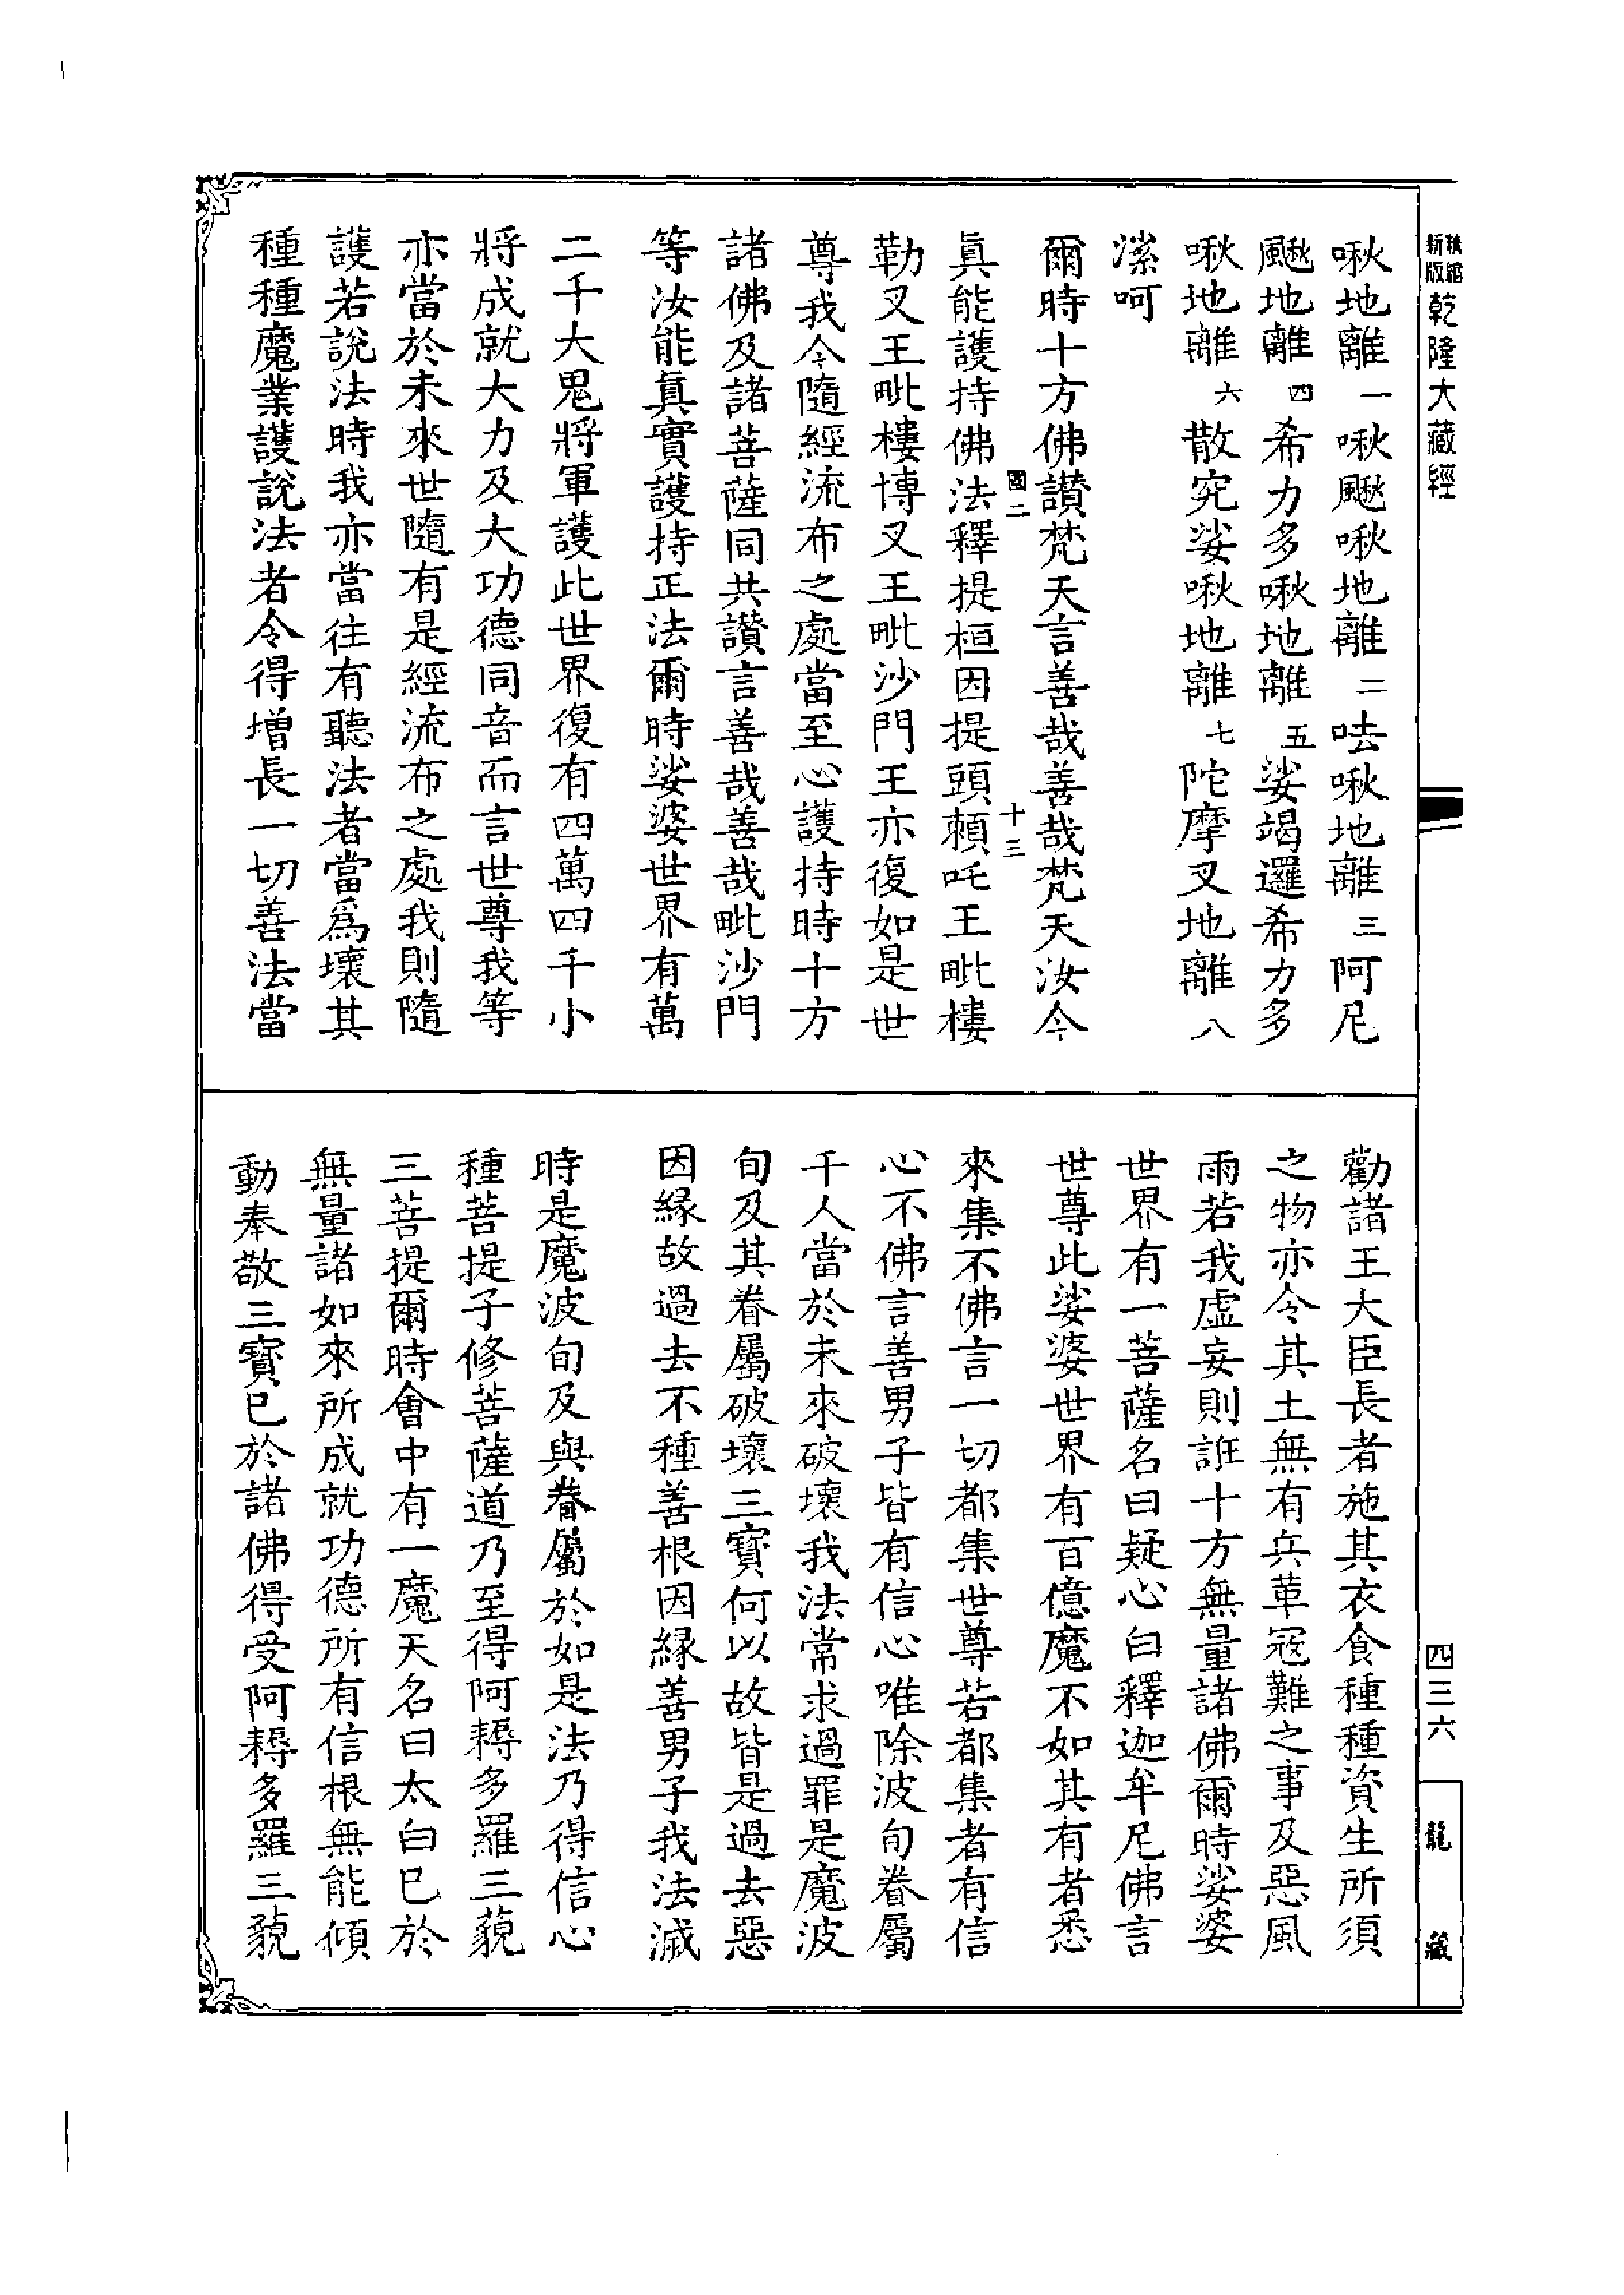 新版
乾隆大藏經
啾地離一啾飈啾地離二呿啾地離三阿尼
飈地離四希力多啾地離五娑竭邏希力多
啾地離六散究娑啾地離七陀摩叉地離八
潫呵
爾時十方佛讃梵天言善哉善哉梵天汝今
國二 十三
眞能護持佛法釋提桓因提頭賴吒王毗樓
勒叉王毗樓博叉王毗沙門王亦復如是世
尊我今隨經流布之處當至心護持時十方
諸佛及諸菩薩同共讃言善哉善哉毗沙門
等汝能眞實護持正法爾時娑婆世界有萬
二千大鬼將軍護此世界復有四萬四千小
將成就大力及大功德同音而言世尊我等
亦當於未來世隨有是經流布之處我則隨
護若說法時我亦當往有聽法者當爲壞其
種種魔業護說法者令得增長一切善法當
勸諸王大臣長者施其衣食種種資生所須
之物亦令其土無有兵革宼難之事及惡風
雨若我虛妄則誑十方無量諸佛爾時娑婆
世界有一菩薩名曰疑心白釋迦牟尼佛言
世尊此娑婆世界有百億魔不如其有者悉
來集不佛言一切都集世尊若都集者有信
心不佛言善男子皆有信心唯除波旬眷屬
千人當於未來破壞我法常求過罪是魔波
旬及其眷屬破壞三寶何以故皆是過去惡
因緣故過去不種善根因緣善男子我法滅
時是魔波旬及與眷屬於如是法乃得信心
種菩提子修菩薩道乃至得阿耨多羅三藐
三菩提爾時會中有一魔天名曰太白已於
無量諸如來所成就功德所有信根無能傾
動奉敬三寶已於諸佛得受阿耨多羅三藐
四三六
龍藏